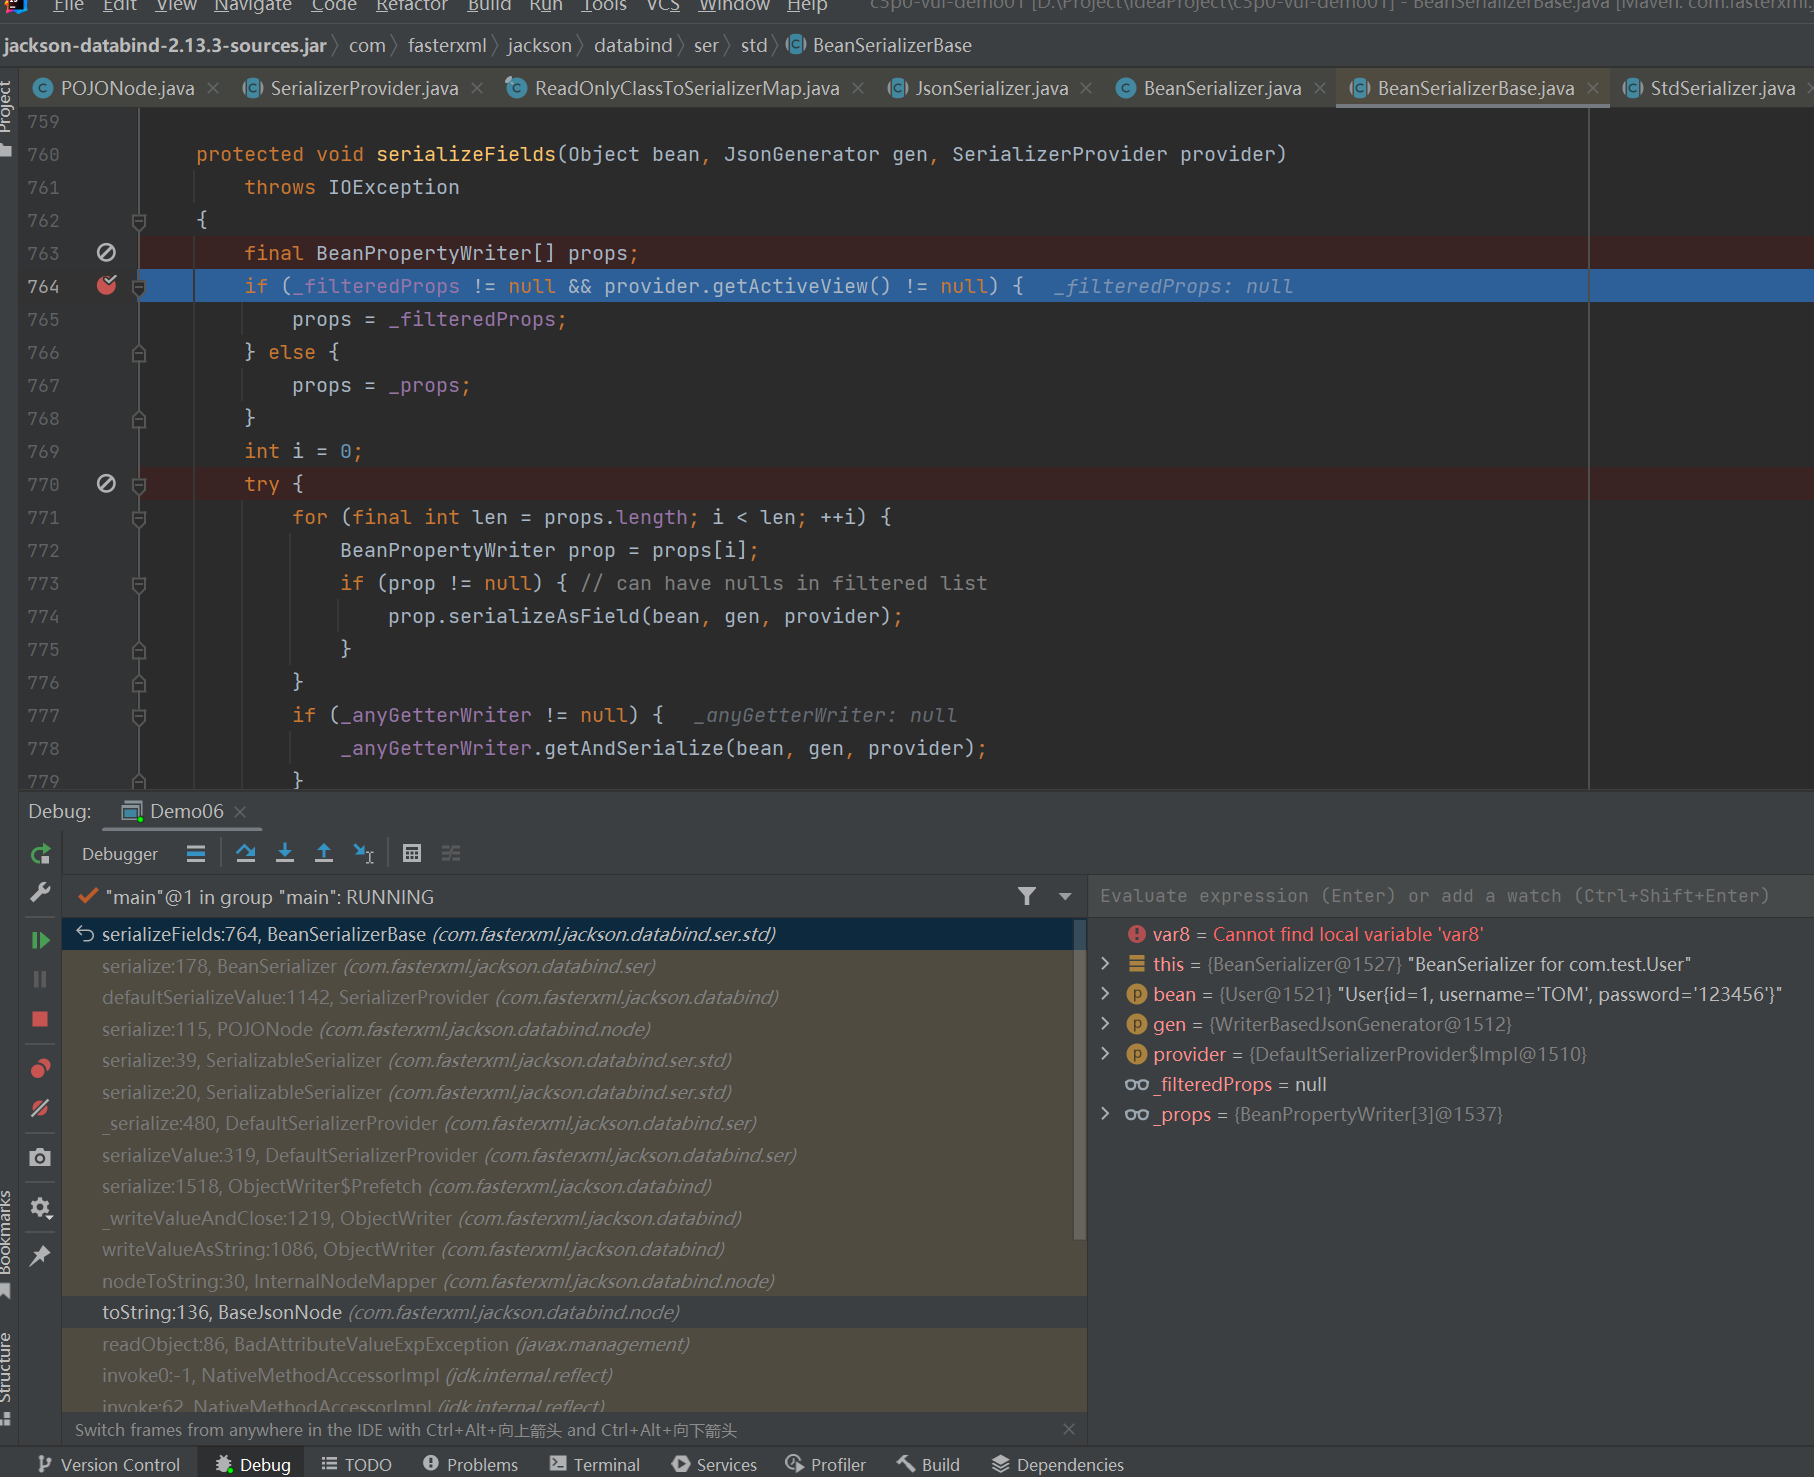 File Edit View Navigate Code Refactor Build Run Tools VCS Window Help c3p0-vul-demo01 [D:\Project\IdeaProject\c3p0-vul-demo01] - BeanSerializerBase.java [Maven: com.fasterxml.j
jackson-databind-2.13.3-sources.jar com fasterxml jackson databind ser std BeanSerializerBase
Project
POJONode.java SerializerProvider.java ReadOnlyClassToSerializerMap.java JsonSerializer.java BeanSerializer.java BeanSerializerBase.java StdSerializer.java
759
760 protected void serializeFields(Object bean, JsonGenerator gen, SerializerProvider provider)
761 throws IOException
762 {
763 final BeanPropertyWriter[] props;
764 if (_filteredProps != null && provider.getActiveView() != null) { _filteredProps: null
765 props = _filteredProps;
766 } else {
767 props = _props;
768 }
769 int i = 0;
770 try {
771 for (final int len = props.length; i < len; ++i) {
772 BeanPropertyWriter prop = props[i];
773 if (prop != null) { // can have nulls in filtered list
774 prop.serializeAsField(bean, gen, provider);
775 }
776 }
777 if (_anyGetterWriter != null) { _anyGetterWriter: null
778 _anyGetterWriter.getAndSerialize(bean, gen, provider);
779 }
Debug: Demo06
Debugger
"main"@1 in group "main": RUNNING
serializeFields:764, BeanSerializerBase (com.fasterxml.jackson.databind.ser.std)
serialize:178, BeanSerializer (com.fasterxml.jackson.databind.ser)
defaultSerializeValue:1142, SerializerProvider (com.fasterxml.jackson.databind)
serialize:115, POJONode (com.fasterxml.jackson.databind.node)
serialize:39, SerializableSerializer (com.fasterxml.jackson.databind.ser.std)
serialize:20, SerializableSerializer (com.fasterxml.jackson.databind.ser.std)
_serialize:480, DefaultSerializerProvider (com.fasterxml.jackson.databind.ser)
serializeValue:319, DefaultSerializerProvider (com.fasterxml.jackson.databind.ser)
serialize:1518, ObjectWriter$Prefetch (com.fasterxml.jackson.databind)
_writeValueAndClose:1219, ObjectWriter (com.fasterxml.jackson.databind)
writeValueAsString:1086, ObjectWriter (com.fasterxml.jackson.databind)
nodeToString:30, InternalNodeMapper (com.fasterxml.jackson.databind.node)
toString:136, BaseJsonNode (com.fasterxml.jackson.databind.node)
readObject:86, BadAttributeValueExpException (javax.management)
invoke0:-1, NativeMethodAccessorImpl (jdk.internal.reflect)
invoke:62, NativeMethodAccessorImpl (jdk.internal.reflect)
Switch frames from anywhere in the IDE with Ctrl+Alt+向上箭头 and Ctrl+Alt+向下箭头
Evaluate expression (Enter) or add a watch (Ctrl+Shift+Enter)
var8 = Cannot find local variable 'var8'
this = {BeanSerializer@1527} "BeanSerializer for com.test.User"
bean = {User@1521} "User{id=1, username='TOM', password='123456'}"
gen = {WriterBasedJsonGenerator@1512}
provider = {DefaultSerializerProvider$Impl@1510}
_filteredProps = null
_props = {BeanPropertyWriter[3]@1537}
Bookmarks
Structure
Version Control Debug TODO Problems Terminal Services Profiler Build Dependencies